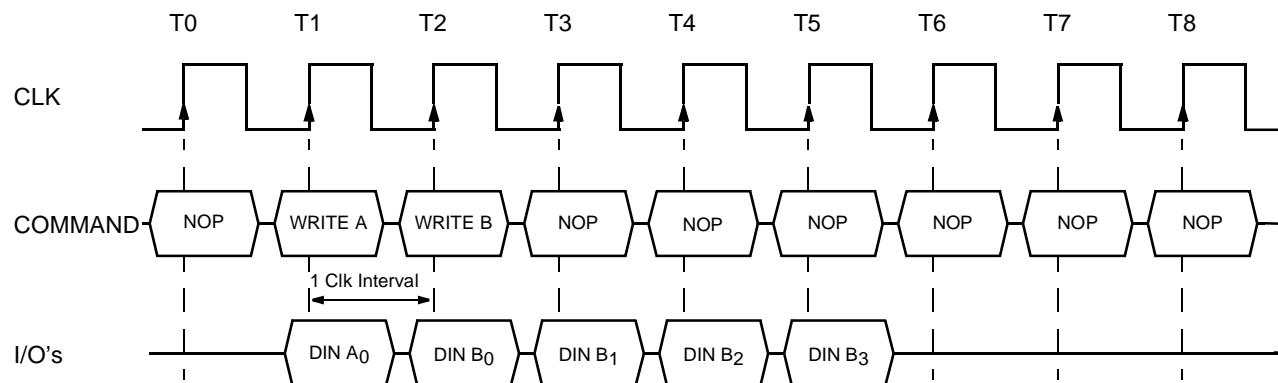 T0 T1 T2 T3 T4 T5 T6 T7 T8
CLK
COMMAND NOP WRITE A WRITE B NOP NOP NOP NOP NOP NOP
1 Clk Interval
I/O's DIN A0 DIN B0 DIN B1 DIN B2 DIN B3